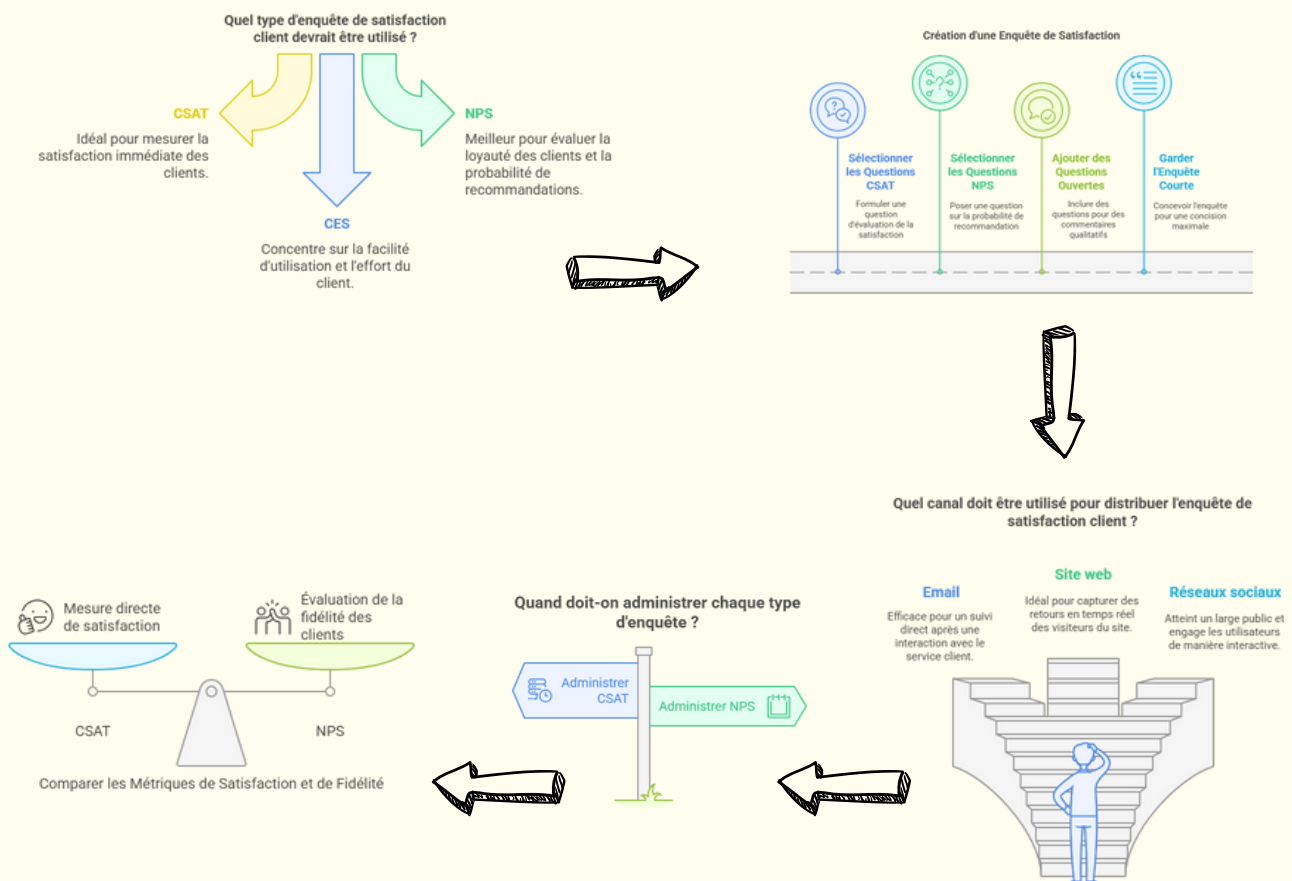 Quel type d'enquête de satisfaction
client devrait être utilisé ?
CSAT
Idéal pour mesurer la
satisfaction immédiate des
clients.
NPS
Meilleur pour évaluer la
loyauté des clients et la
probabilité de
recommandations.
CES
Concentre sur la facilité
d'utilisation et l'effort du
client.
Création d'une Enquête de Satisfaction
Sélectionner
les Questions
CSAT
Formuler une
question
d'évaluation de la
satisfaction
Sélectionner
les Questions
NPS
Poser une question
sur la probabilité de
recommandation
Ajouter des
Questions
Ouvertes
Inclure des
questions pour des
commentaires
qualitatifs
Garder
l'Enquête
Courte
Concevoir l'enquête
pour une concision
maximale
Quel canal doit être utilisé pour distribuer l'enquête de
satisfaction client ?
Email
Efficace pour un suivi
direct après une
interaction avec le
service client.
Site web
Idéal pour capturer des
retours en temps réel
des visiteurs du site.
Réseaux sociaux
Atteint un large public et
engage les utilisateurs
de manière interactive.
Quand doit-on administrer chaque type
d'enquête ?
Administrer
CSAT
Administrer NPS
Mesure directe
de satisfaction
Évaluation de la
fidélité des
clients
CSAT
NPS
Comparer les Métriques de Satisfaction et de Fidélité